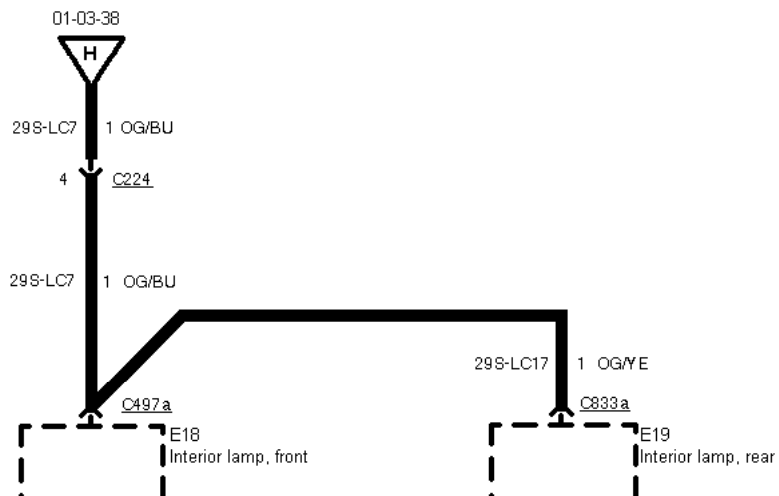 01-03-38
H
29S-LC7 1 OG/BU
4 C224
29S-LC7 1 OG/BU
29S-LC17 1 OG/YE
C497a
C833a
E18
Interior lamp, front
E19
Interior lamp, rear